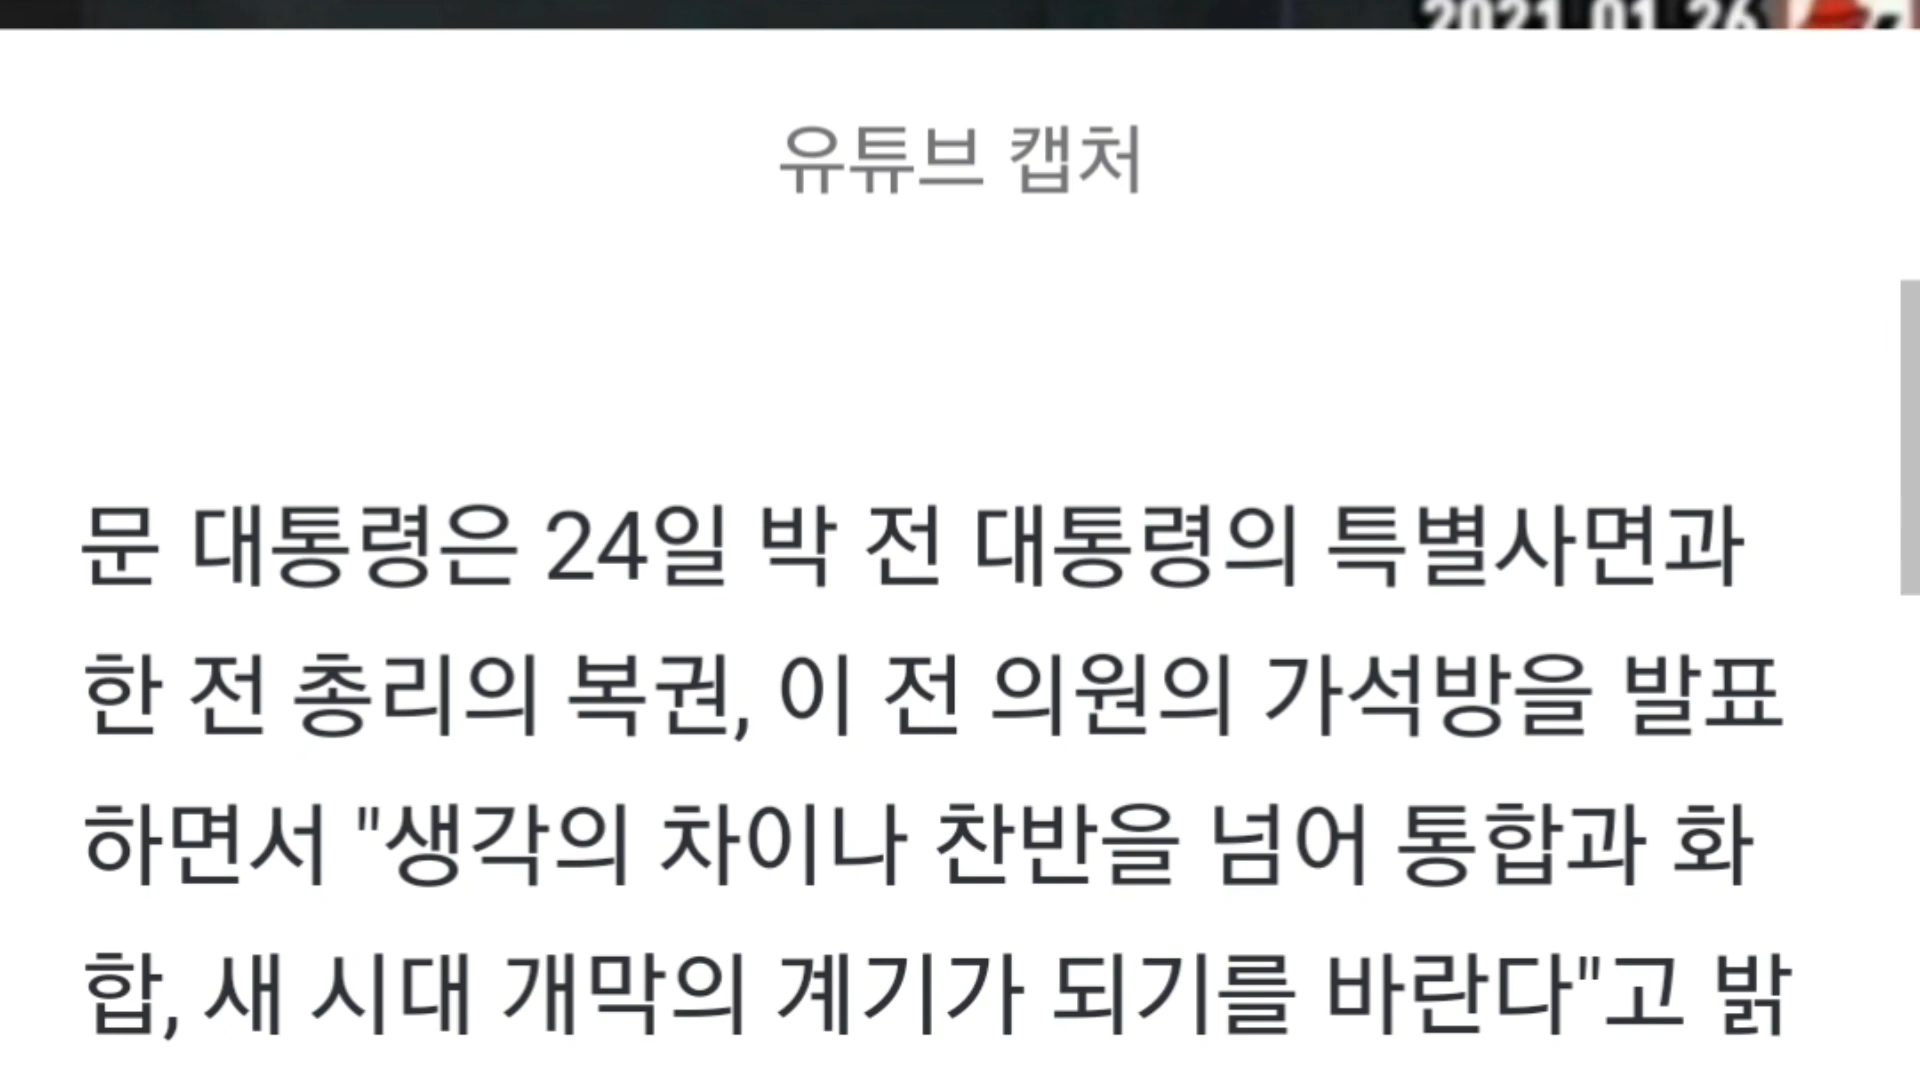 2021.01.26
유튜브 캡처
문 대통령은 24일 박 전 대통령의 특별사면과
한 전 총리의 복권, 이 전 의원의 가석방을 발표
하면서 "생각의 차이나 찬반을 넘어 통합과 화
합, 새 시대 개막의 계기가 되기를 바란다"고 밝